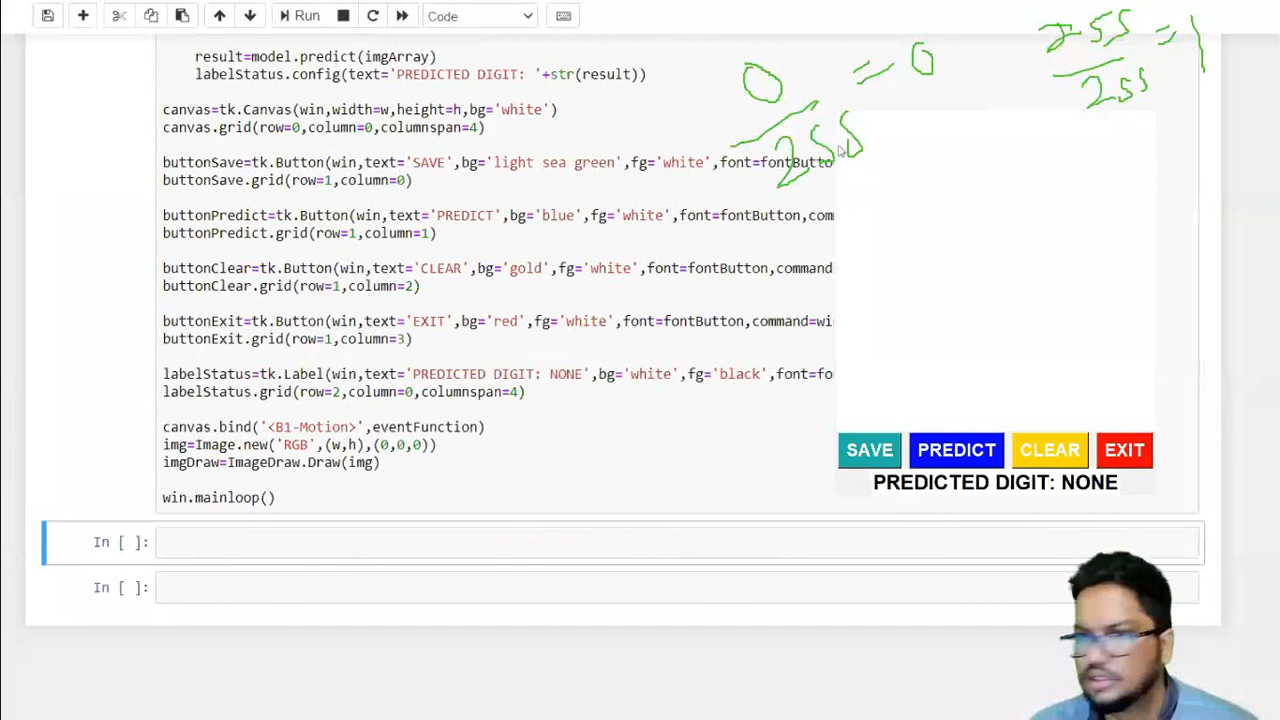 Run
Code
0/255 = 0
255/255 = 1
result=model.predict(imgArray)
labelStatus.config(text='PREDICTED DIGIT: '+str(result))
canvas=tk.Canvas(win,width=w,height=h,bg='white')
canvas.grid(row=0,column=0,columnspan=4)
buttonSave=tk.Button(win,text='SAVE',bg='light sea green',fg='white',font=fontButto
buttonSave.grid(row=1,column=0)
buttonPredict=tk.Button(win,text='PREDICT',bg='blue',fg='white',font=fontButton,com
buttonPredict.grid(row=1,column=1)
buttonClear=tk.Button(win,text='CLEAR',bg='gold',fg='white',font=fontButton,command
buttonClear.grid(row=1,column=2)
buttonExit=tk.Button(win,text='EXIT',bg='red',fg='white',font=fontButton,command=wi
buttonExit.grid(row=1,column=3)
labelStatus=tk.Label(win,text='PREDICTED DIGIT: NONE',bg='white',fg='black',font=fo
labelStatus.grid(row=2,column=0,columnspan=4)
canvas.bind('<B1-Motion>',eventFunction)
img=Image.new('RGB',(w,h),(0,0,0))
imgDraw=ImageDraw.Draw(img)
win.mainloop()
SAVE PREDICT CLEAR EXIT
PREDICTED DIGIT: NONE
In [ ]:
In [ ]: